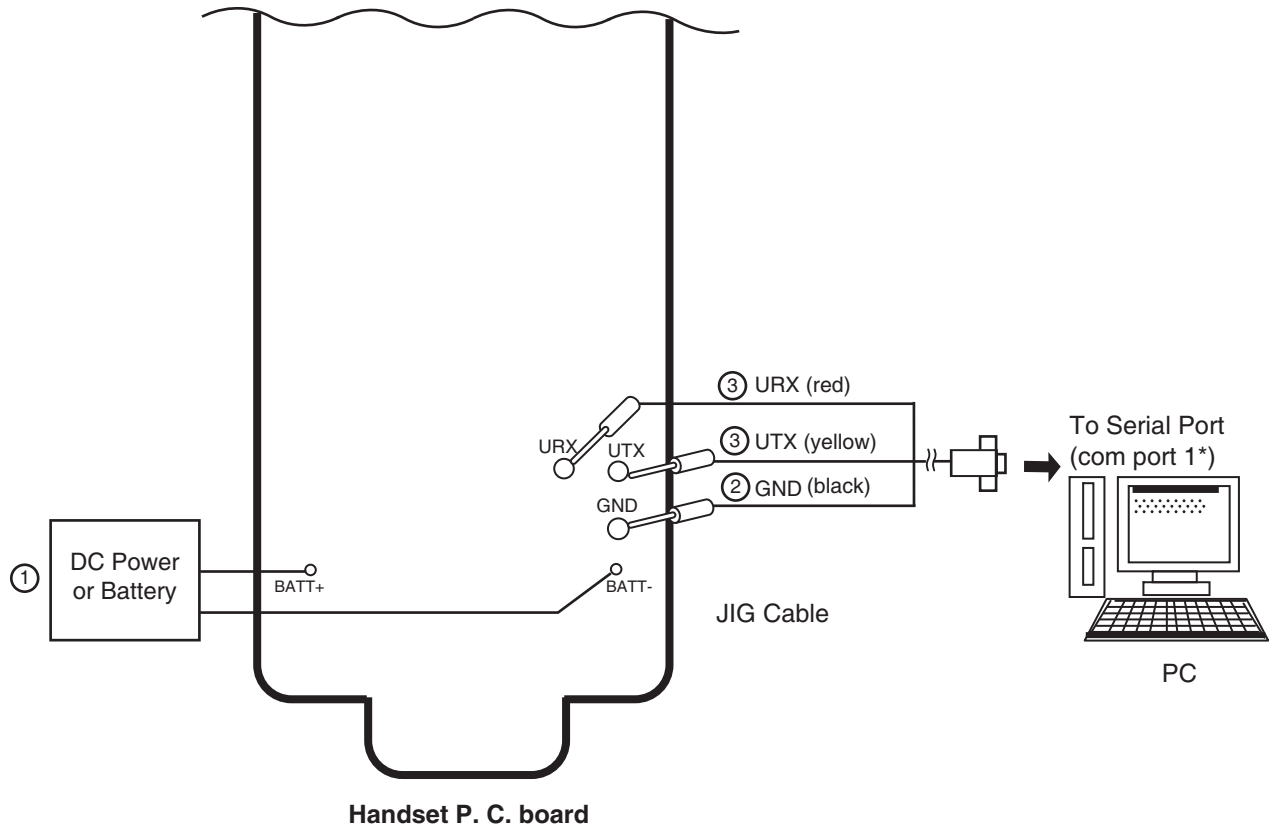 ③ URX (red)
To Serial Port
(com port 1*)
URX
UTX
③ UTX (yellow)
② GND (black)
GND
①
DC Power
or Battery
BATT+
BATT-
JIG Cable
PC
Handset P. C. board